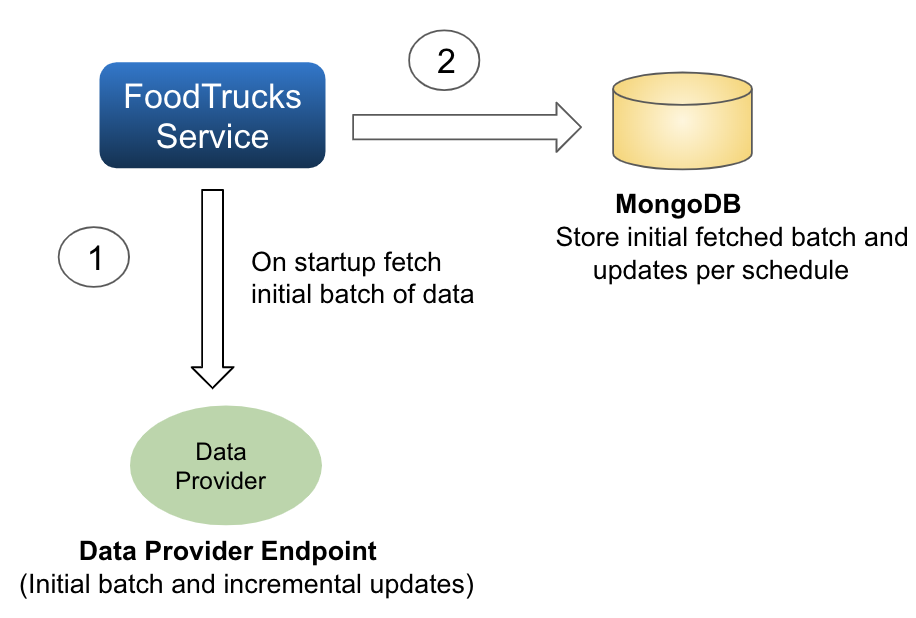 2
FoodTrucks
Service
MongoDB
Store initial fetched batch and
updates per schedule
1
On startup fetch
initial batch of data
Data
Provider
Data Provider Endpoint
(Initial batch and incremental updates)